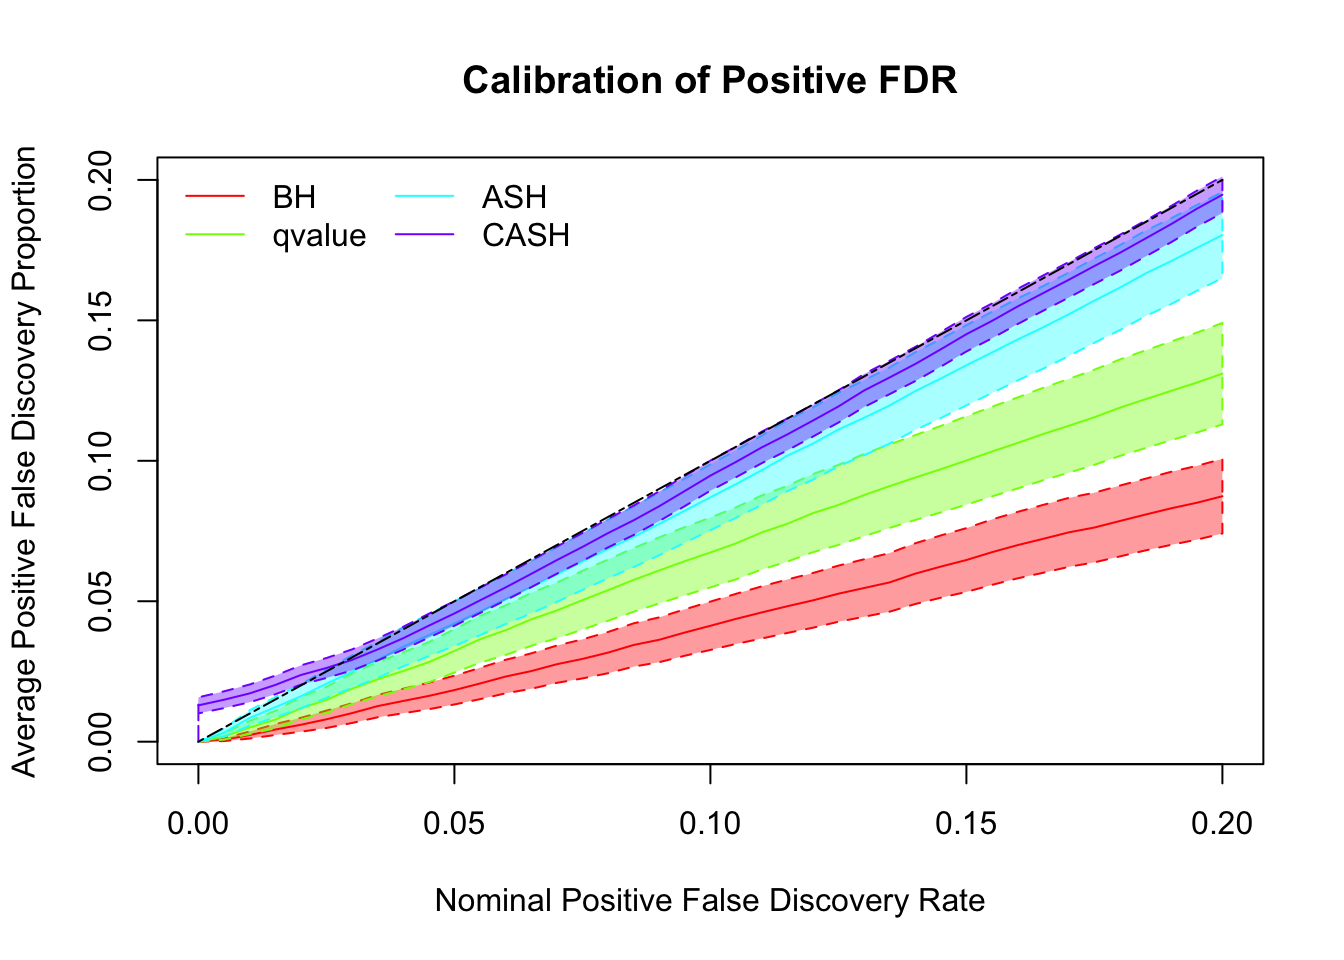 Calibration of Positive FDR
Average Positive False Discovery Proportion
0.20
0.15
0.10
0.05
0.00
BH
qvalue
ASH
CASH
0.00 0.05 0.10 0.15 0.20
Nominal Positive False Discovery Rate